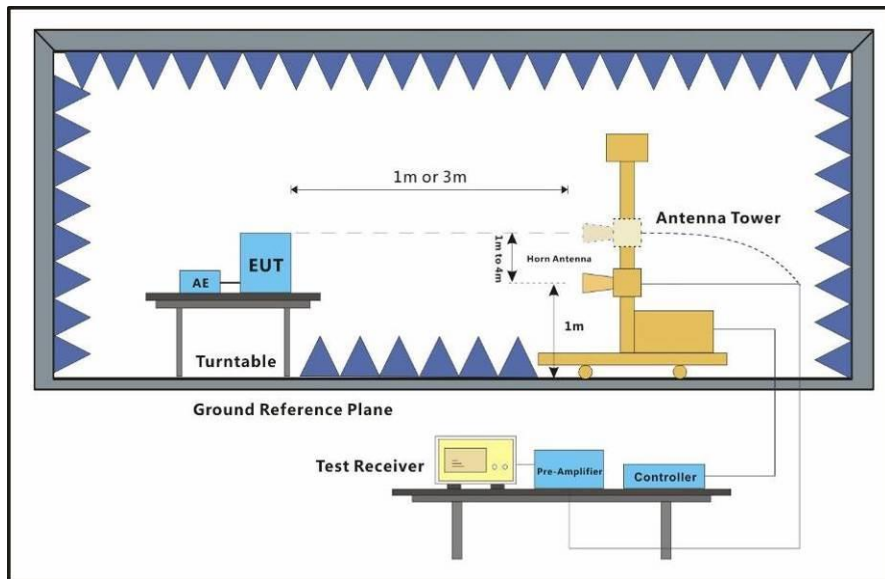 1m or 3m
Antenna Tower
1m to 4m
Horn Antenna
EUT
AE
1m
Turntable
Ground Reference Plane
Test Receiver
Pre-Amplifier
Controller